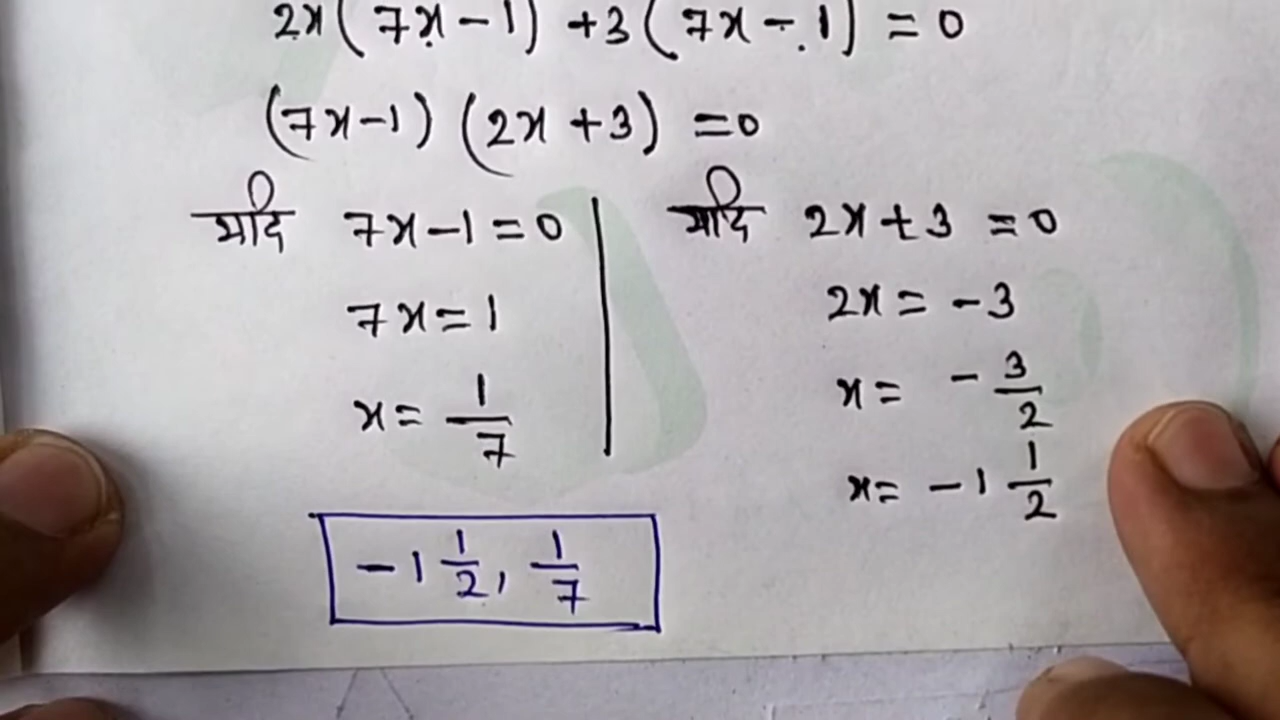 2x(7x-1) +3(7x-1) = 0
(7x-1) (2x+3) =0
यदि 7x-1=0
7x=1
x= 1/7
यदि 2x+3 =0
2x= -3
x= -3/2
x= -1 1/2
-1 1/2, 1/7